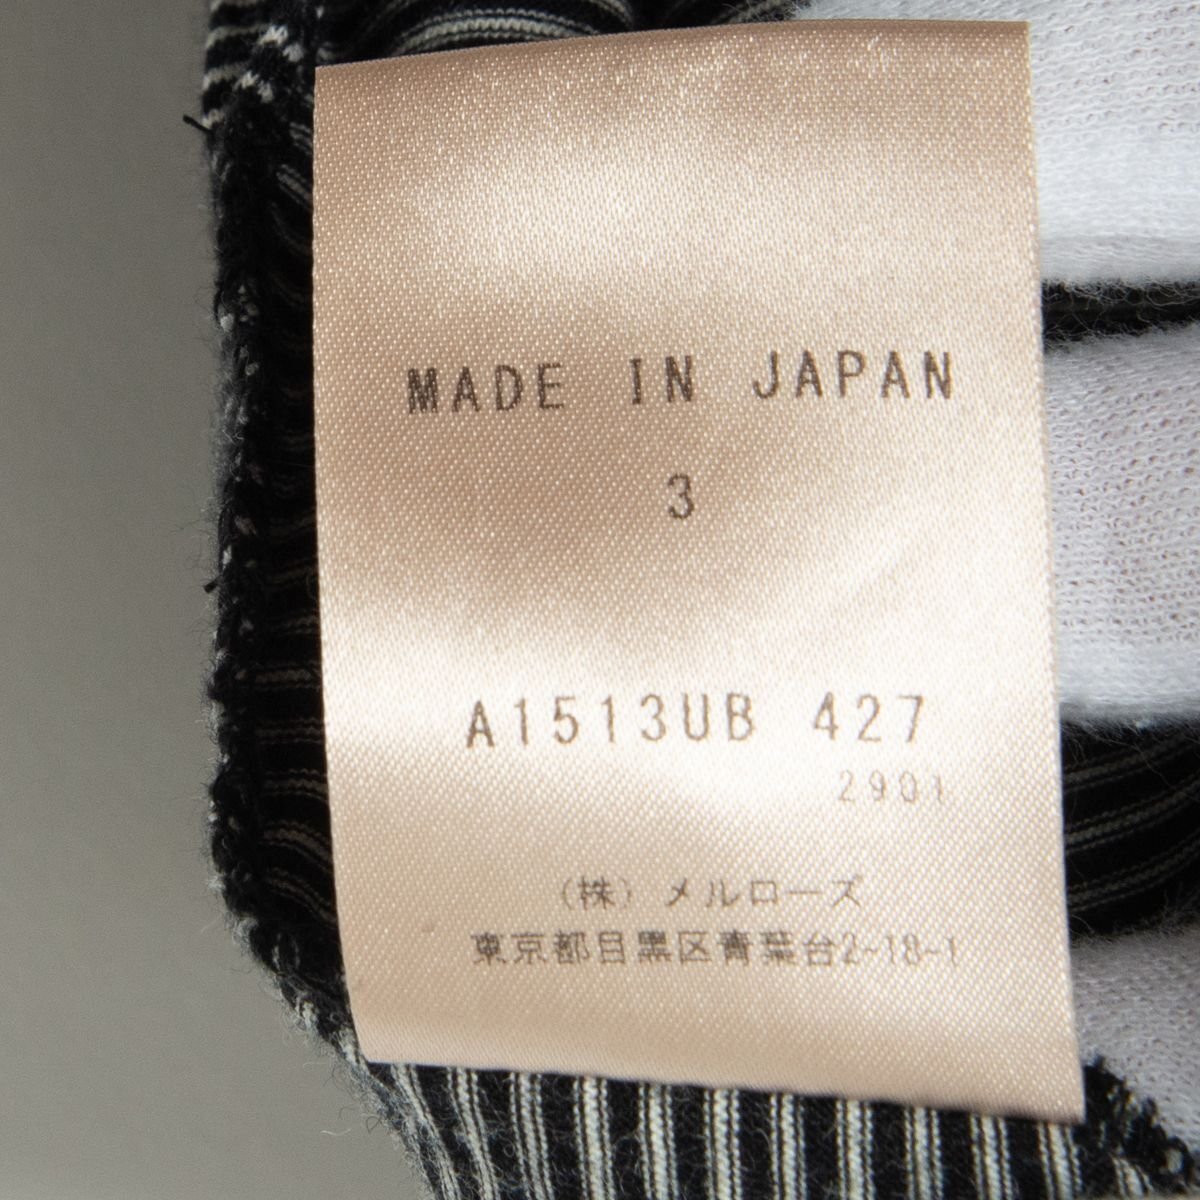 MADE IN JAPAN
3
A1513UB 427
2901
(株) メルローズ
東京都目黒区青葉台2-18-1